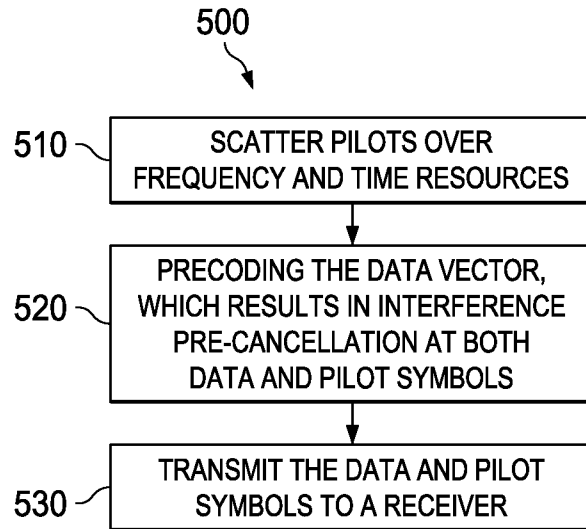 500
510
SCATTER PILOTS OVER
FREQUENCY AND TIME RESOURCES
520
PRECODING THE DATA VECTOR,
WHICH RESULTS IN INTERFERENCE
PRE-CANCELLATION AT BOTH
DATA AND PILOT SYMBOLS
530
TRANSMIT THE DATA AND PILOT
SYMBOLS TO A RECEIVER